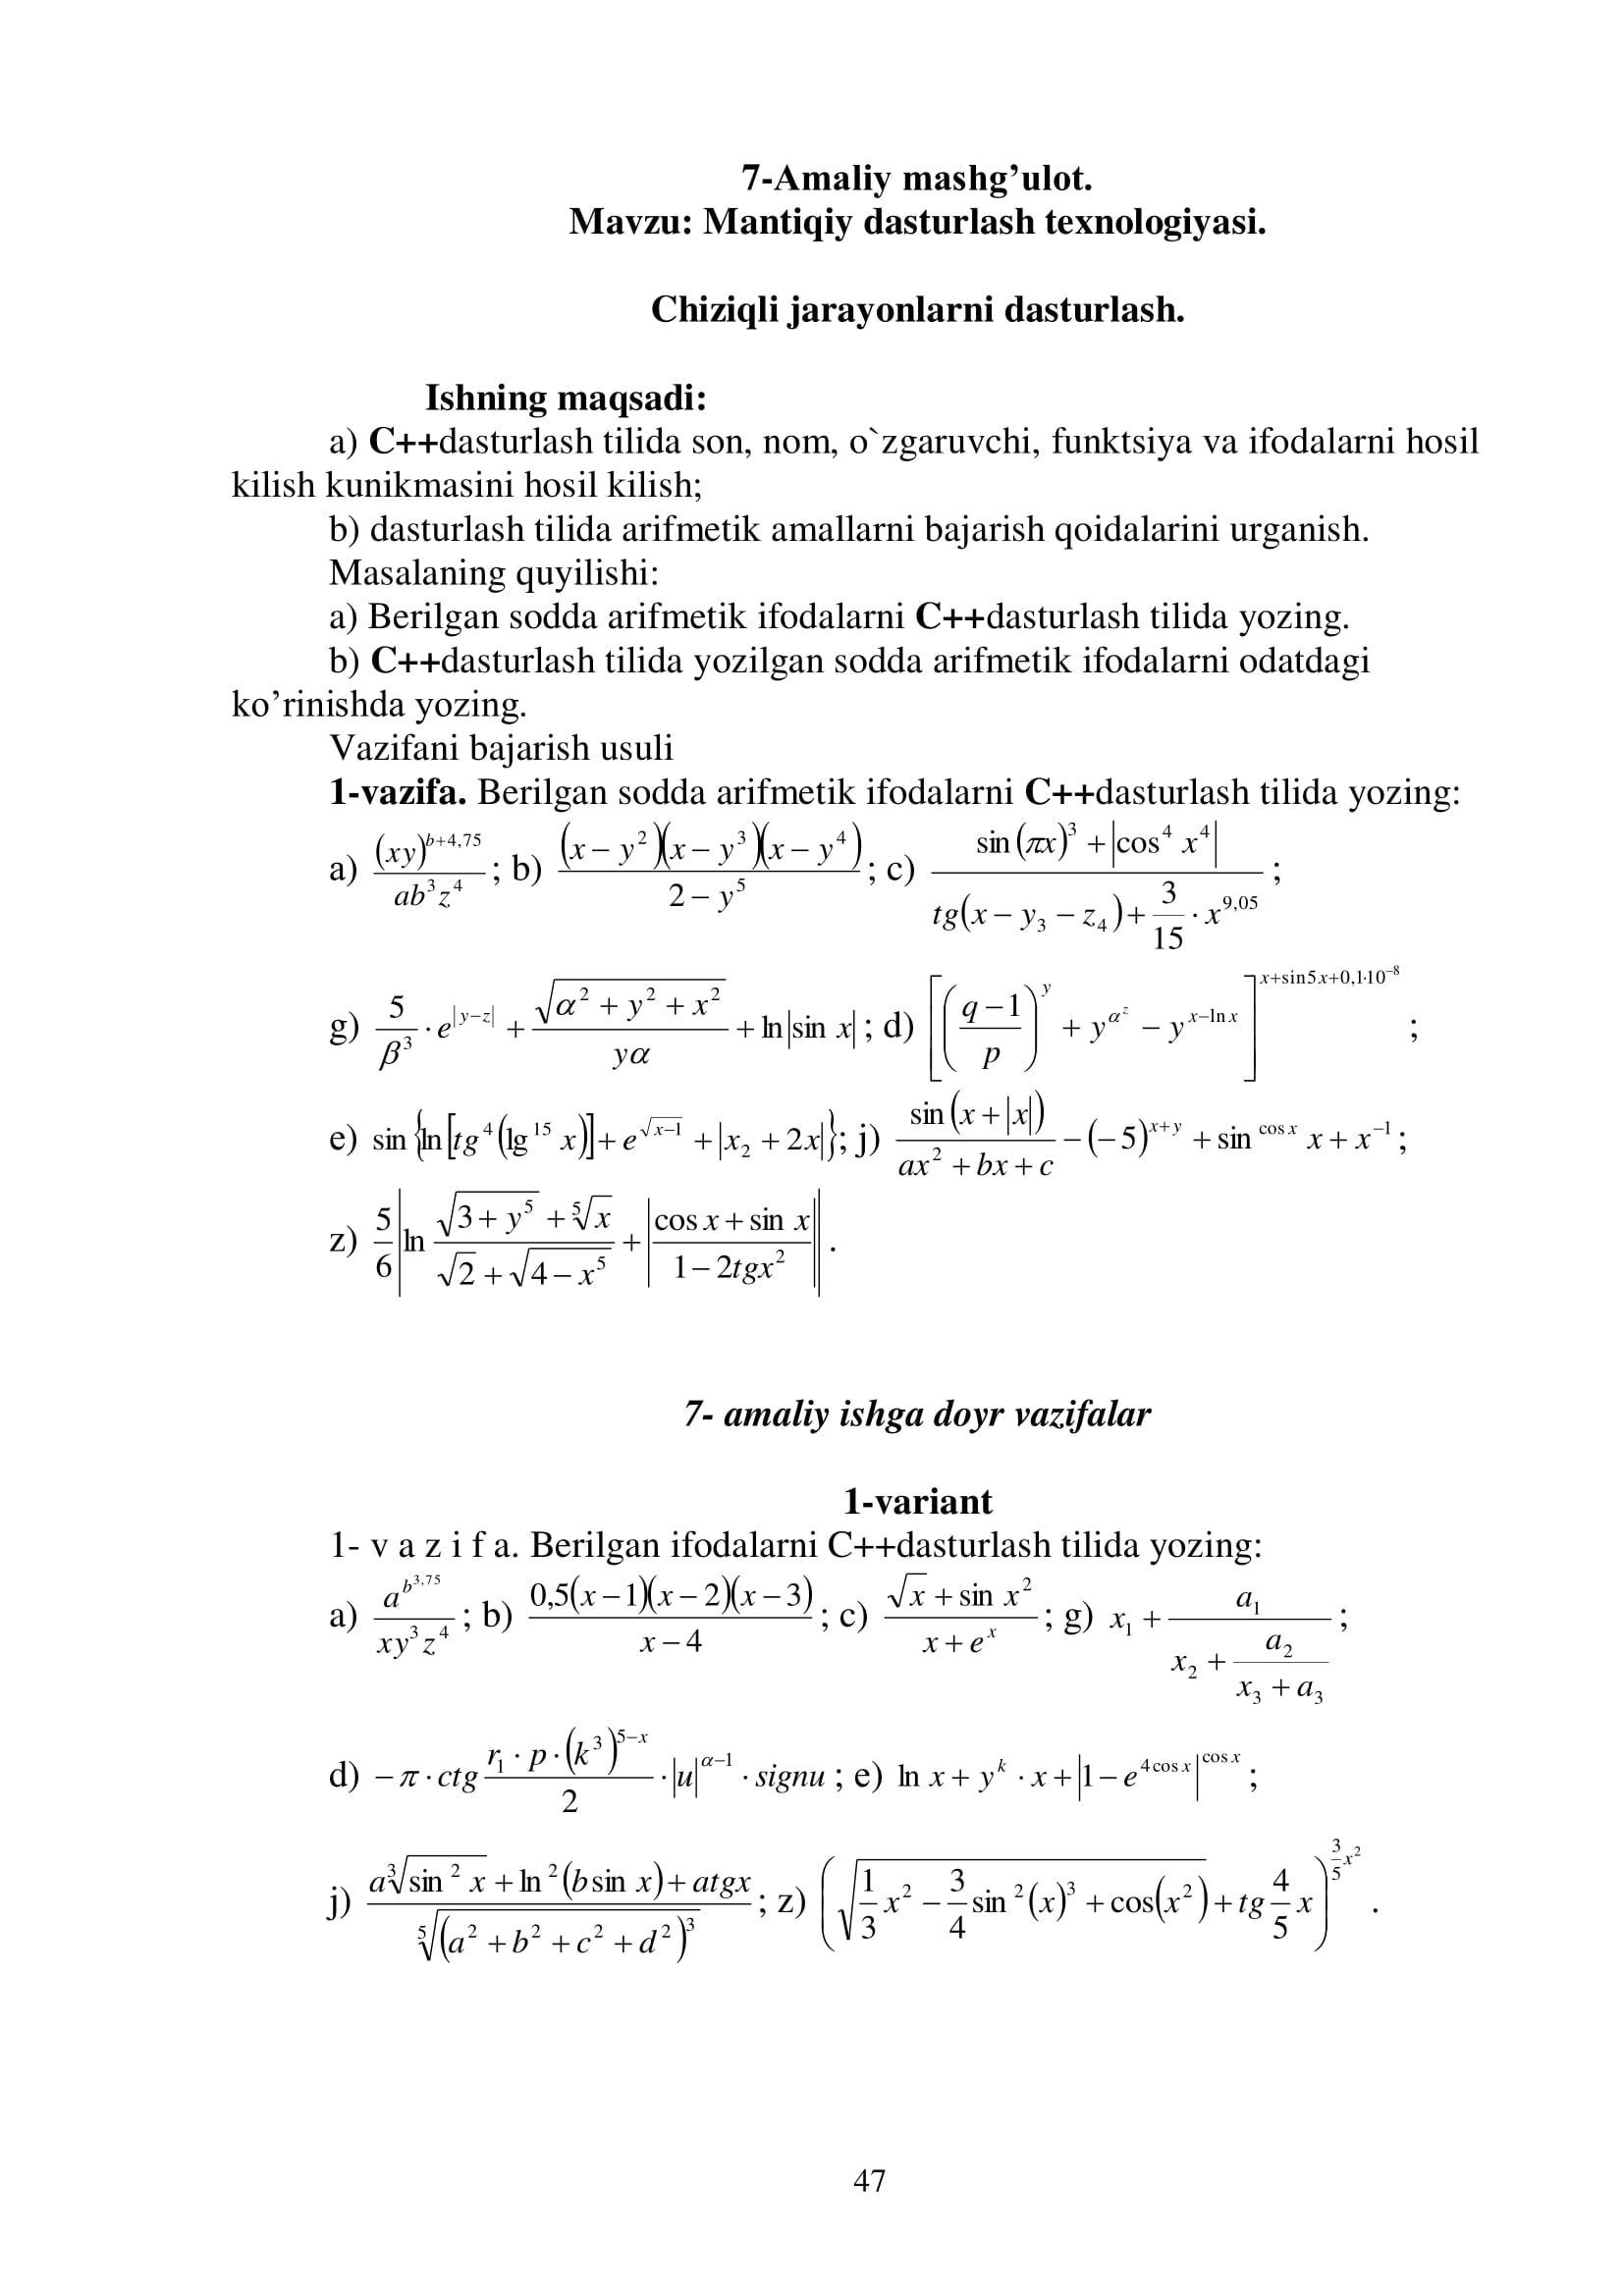 7-Amaliy mashg’ulot.
Mavzu: Mantiqiy dasturlash texnologiyasi.
Chiziqli jarayonlarni dasturlash.
Ishning maqsadi:
a) C++dasturlash tilida son, nom, o`zgaruvchi, funktsiya va ifodalarni hosil
kilish kunikmasini hosil kilish;
b) dasturlash tilida arifmetik amallarni bajarish qoidalarini urganish.
Masalaning quyilishi:
a) Berilgan sodda arifmetik ifodalarni C++dasturlash tilida yozing.
b) C++dasturlash tilida yozilgan sodda arifmetik ifodalarni odatdagi
ko’rinishda yozing.
Vazifani bajarish usuli
1-vazifa. Berilgan sodda arifmetik ifodalarni C++dasturlash tilida yozing:
a) $\frac{(xy)^{b+4,75}}{ab^3z^4}$; b) $\frac{(x-y^2)(x-y^3)(x-y^4)}{2-y^5}$; c) $\frac{\sin(\pi x)^3+|\cos^4 x^4|}{tg(x-y_3-z_4)+\frac{3}{15}\cdot x^{9,05}}$;
g) $\frac{5}{\beta^3}\cdot e^{|y-z|}+\frac{\sqrt{\alpha^2+y^2+x^2}}{y\alpha}+\ln|\sin x|$; d) $\left[\left(\frac{q-1}{p}\right)^y+y^{\alpha^z}-y^{x-\ln x}\right]^{x+\sin 5x+0,1\cdot 10^{-8}}$;
e) $\sin\{\ln[tg^4(\lg^{15} x)]+e^{\sqrt{x-1}}+|x_2+2x|\}$; j) $\frac{\sin(x+|x|)}{ax^2+bx+c}-(-5)^{x+y}+\sin^{\cos x} x+x^{-1}$;
z) $\frac{5}{6}\left|\ln\frac{\sqrt{3+y^5}+\sqrt[5]{x}}{\sqrt{2}+\sqrt{4-x^5}}+\left|\frac{\cos x+\sin x}{1-2tgx^2}\right|\right|$.
7- amaliy ishga doyr vazifalar
1-variant
1- v a z i f a. Berilgan ifodalarni C++dasturlash tilida yozing:
a) $\frac{a^{b^{3,75}}}{xy^3z^4}$; b) $\frac{0,5(x-1)(x-2)(x-3)}{x-4}$; c) $\frac{\sqrt{x}+\sin x^2}{x+e^x}$; g) $x_1+\frac{a_1}{x_2+\frac{a_2}{x_3+a_3}}$;
d) $-\pi\cdot ctg\frac{r_1\cdot p\cdot(k^3)^{5-x}}{2}\cdot|u|^{\alpha-1}\cdot signu$; e) $\ln x+y^k\cdot x+|1-e^{4\cos x}|^{\cos x}$;
j) $\frac{a\sqrt[3]{\sin^2 x}+\ln^2(b\sin x)+atgx}{\sqrt[5]{(a^2+b^2+c^2+d^2)^3}}$; z) $\left(\sqrt{\frac{1}{3}x^2-\frac{3}{4}\sin^2(x)^3+\cos(x^2)}+tg\frac{4}{5}x\right)^{\frac{3}{5}x^2}$.
47